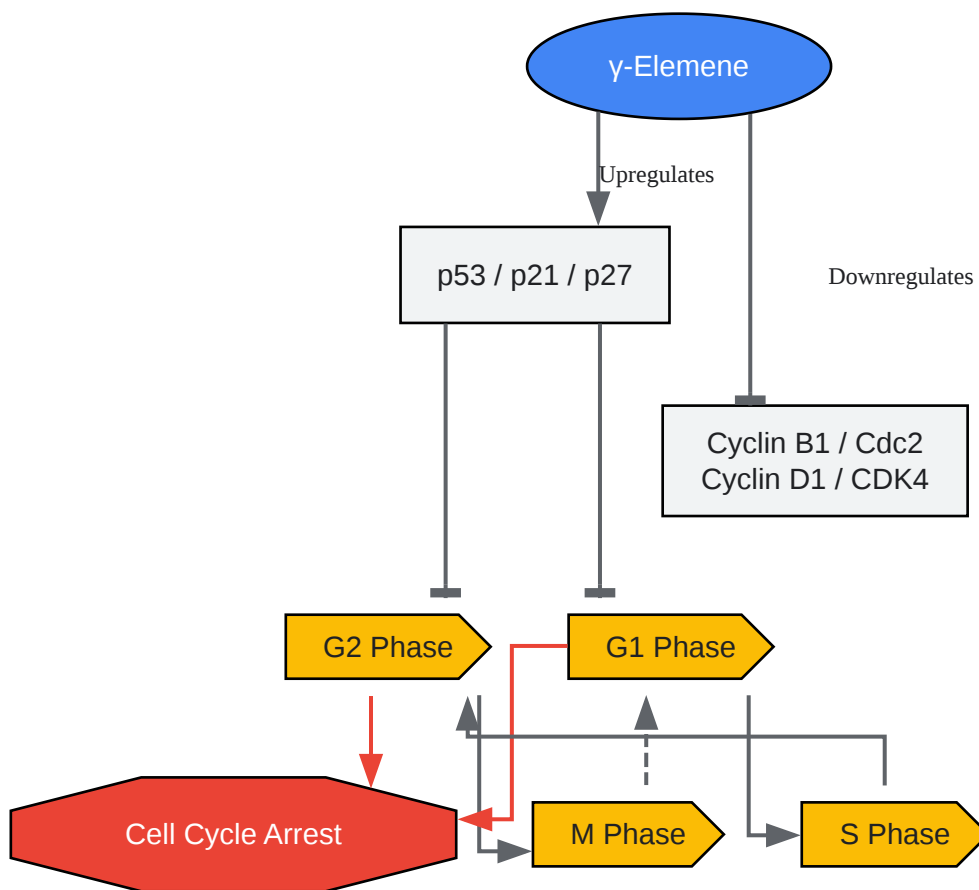 γ-Elemene
Upregulates
p53 / p21 / p27
Downregulates
Cyclin B1 / Cdc2
Cyclin D1 / CDK4
G2 Phase
G1 Phase
Cell Cycle Arrest
M Phase
S Phase